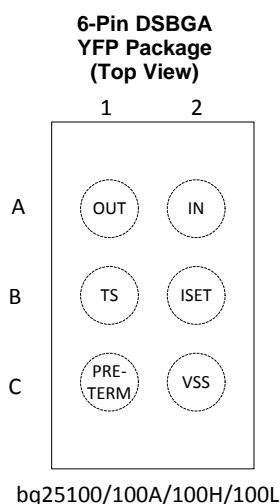 6-Pin DSBGA
YFP Package
(Top View)
1 2
A OUT IN
B TS ISET
C PRE-
TERM VSS
bq25100/100A/100H/100L